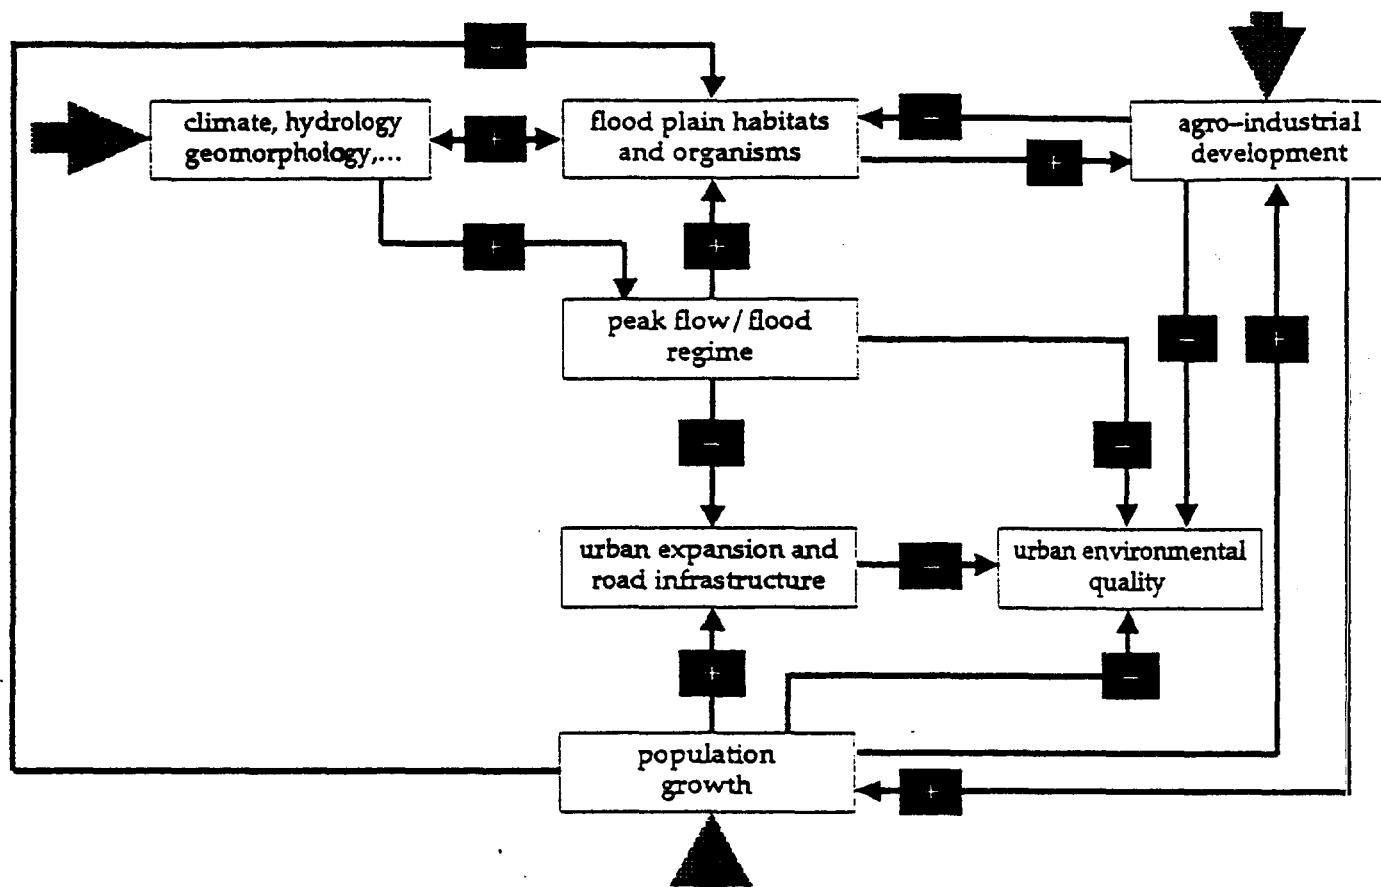 −
climate, hydrology
geomorphology,...
+
flood plain habitats
and organisms
−
+
agro-industrial
development
+
+
peak flow / flood
regime
−
+
−
−
urban expansion and
road infrastructure
−
urban environmental
quality
+
−
population
growth
+